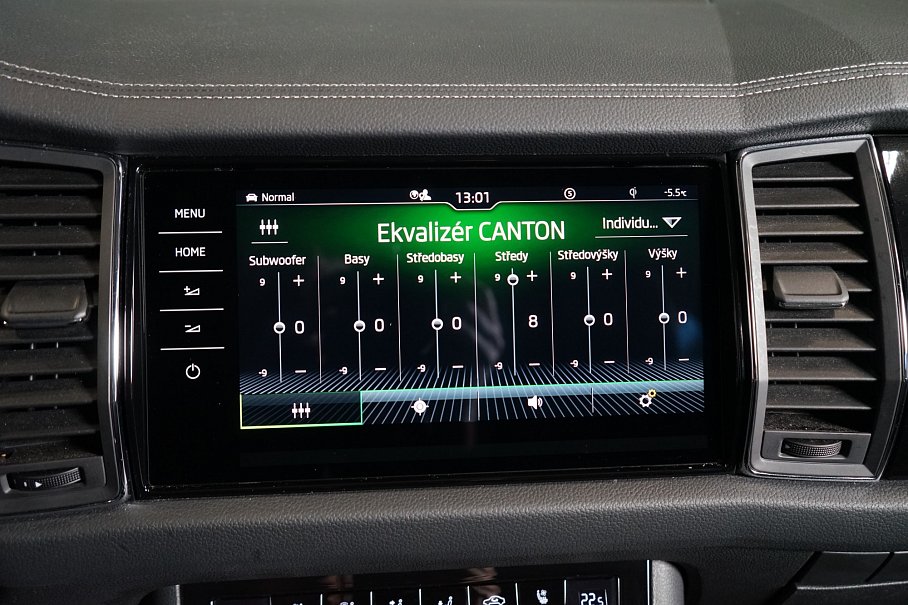 MENU
HOME
Normal
13:01
S
-5.5°C
Ekvalizér CANTON
Individu...
Subwoofer
Basy
Středobasy
Středy
Středovýšky
Výšky
9 + 9 + 9 + 9 + 9 + 9 +
0 0 0 8 0 0
-9 – -9 – -9 – -9 – -9 – -9 –
22.5